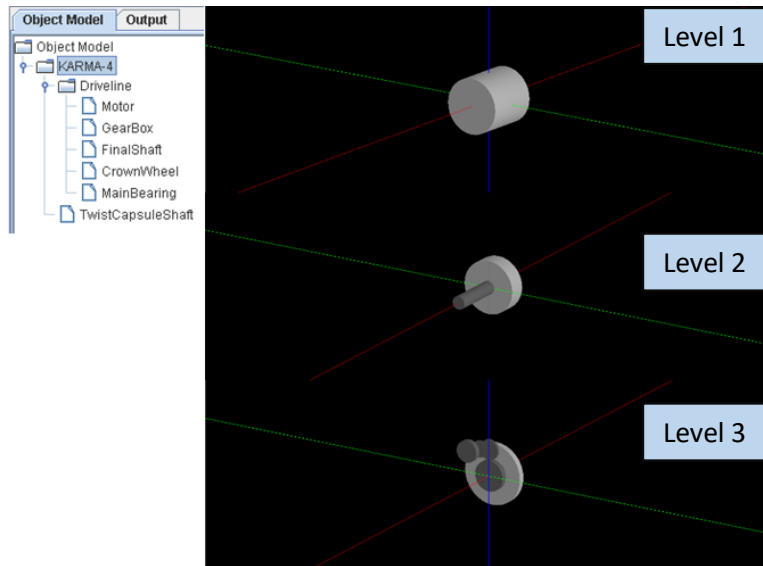 Object Model
Output
Object Model
KARMA-4
Driveline
Motor
GearBox
FinalShaft
CrownWheel
MainBearing
TwistCapsuleShaft
Level 1
Level 2
Level 3